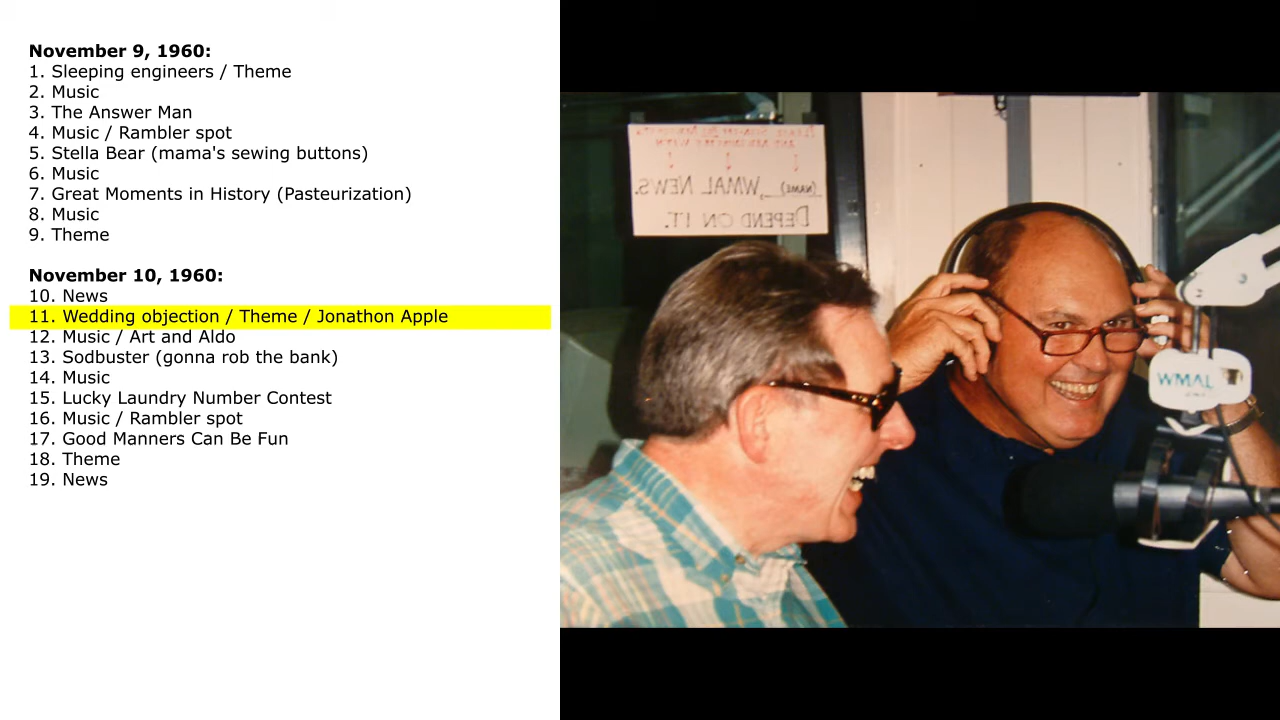 November 9, 1960:
1. Sleeping engineers / Theme
2. Music
3. The Answer Man
4. Music / Rambler spot
5. Stella Bear (mama's sewing buttons)
6. Music
7. Great Moments in History (Pasteurization)
8. Music
9. Theme
November 10, 1960:
10. News
11. Wedding objection / Theme / Jonathon Apple
12. Music / Art and Aldo
13. Sodbuster (gonna rob the bank)
14. Music
15. Lucky Laundry Number Contest
16. Music / Rambler spot
17. Good Manners Can Be Fun
18. Theme
19. News
(NAME), WMAL NEWS.
DEPEND ON IT.
WMAL